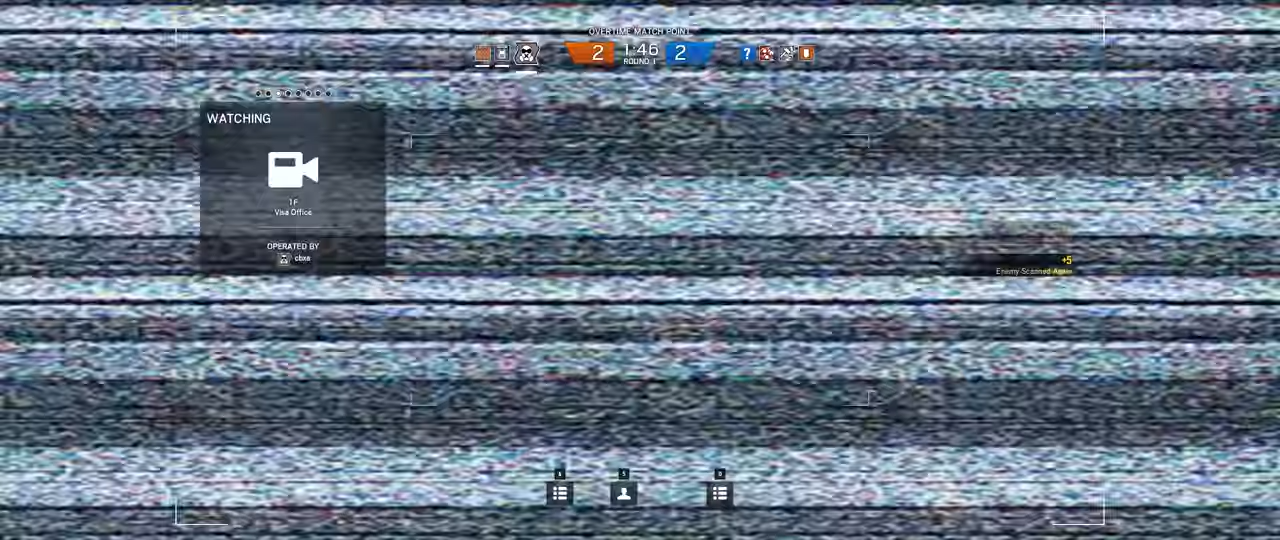 OVERTIME MATCH POINT
2 1:46 2 ?
ROUND 1
WATCHING
1F
Visa Office
OPERATED BY
cbxs
+5
Enemy Scanned Again
A S D